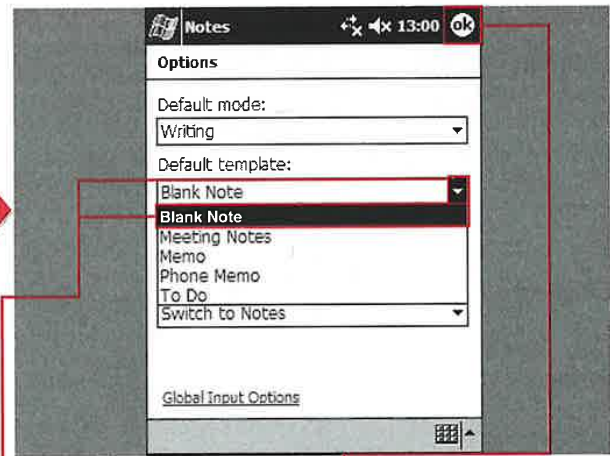 Notes 13:00 ok
Options
Default mode:
Writing
Default template:
Blank Note
Blank Note
Meeting Notes
Memo
Phone Memo
To Do
Switch to Notes
Global Input Options